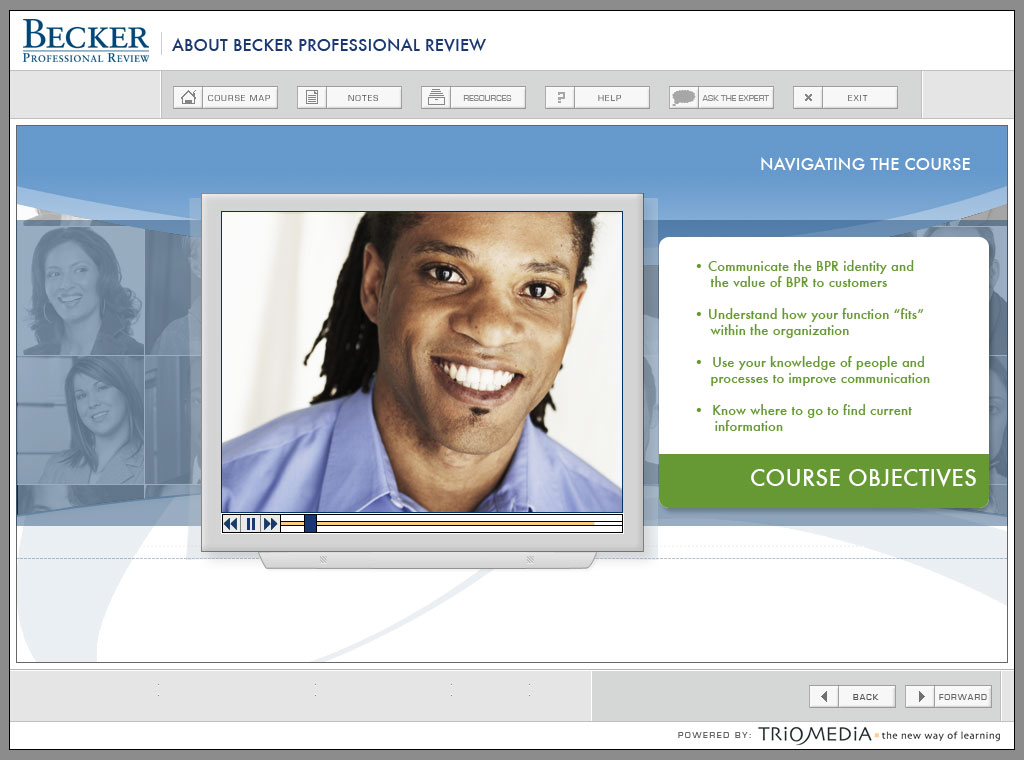 BECKER
PROFESSIONAL REVIEW
ABOUT BECKER PROFESSIONAL REVIEW
COURSE MAP
NOTES
RESOURCES
? HELP
ASK THE EXPERT
EXIT
NAVIGATING THE COURSE
• Communicate the BPR identity and
the value of BPR to customers
• Understand how your function “fits”
within the organization
• Use your knowledge of people and
processes to improve communication
• Know where to go to find current
information
COURSE OBJECTIVES
BACK
FORWARD
POWERED BY: TRIOMEDIA • the new way of learning